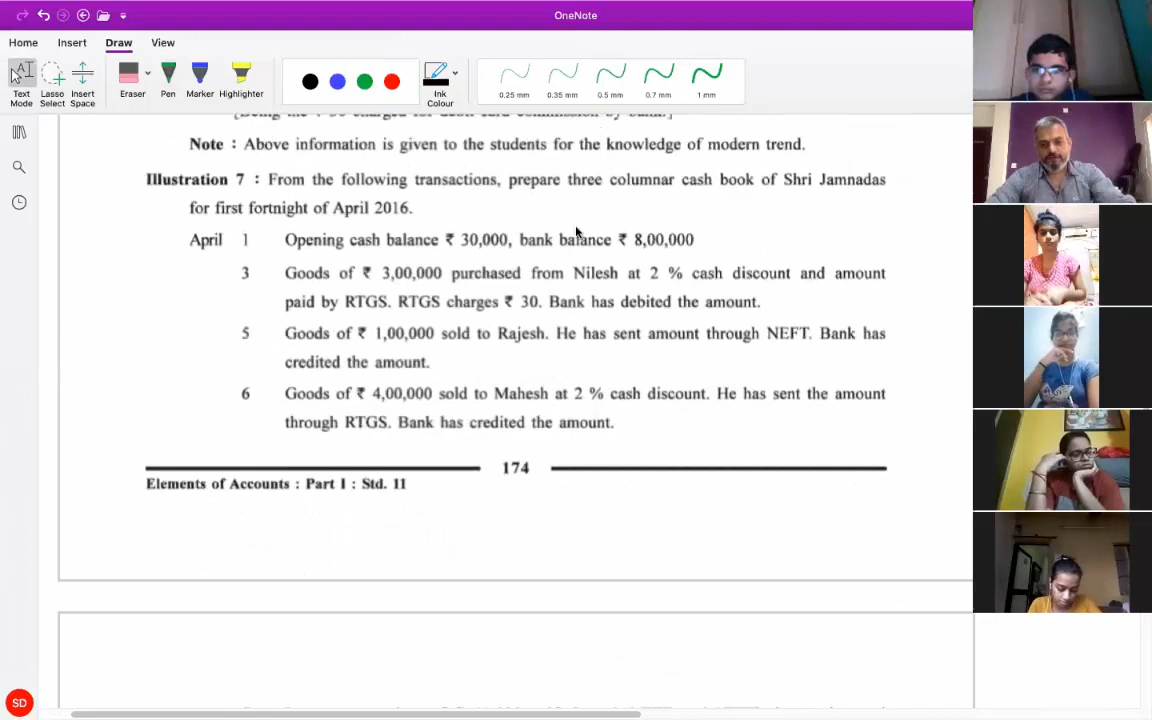 OneNote
Home Insert Draw View
Text Mode
Lasso Select
Insert Space
Eraser
Pen
Marker
Highlighter
Ink Colour
0.25 mm
0.35 mm
0.5 mm
0.7 mm
1 mm
Note : Above information is given to the students for the knowledge of modern trend.
Illustration 7 : From the following transactions, prepare three columnar cash book of Shri Jamnadas
for first fortnight of April 2016.
April 1 Opening cash balance ₹ 30,000, bank balance ₹ 8,00,000
3 Goods of ₹ 3,00,000 purchased from Nilesh at 2 % cash discount and amount
paid by RTGS. RTGS charges ₹ 30. Bank has debited the amount.
5 Goods of ₹ 1,00,000 sold to Rajesh. He has sent amount through NEFT. Bank has
credited the amount.
6 Goods of ₹ 4,00,000 sold to Mahesh at 2 % cash discount. He has sent the amount
through RTGS. Bank has credited the amount.
174
Elements of Accounts : Part I : Std. 11
SD